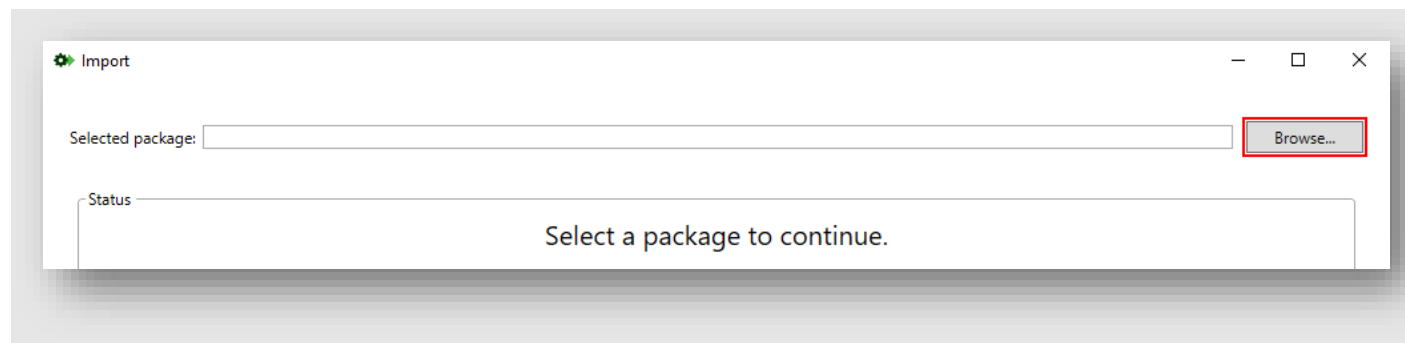 Import
Selected package: Browse...
Status
Select a package to continue.